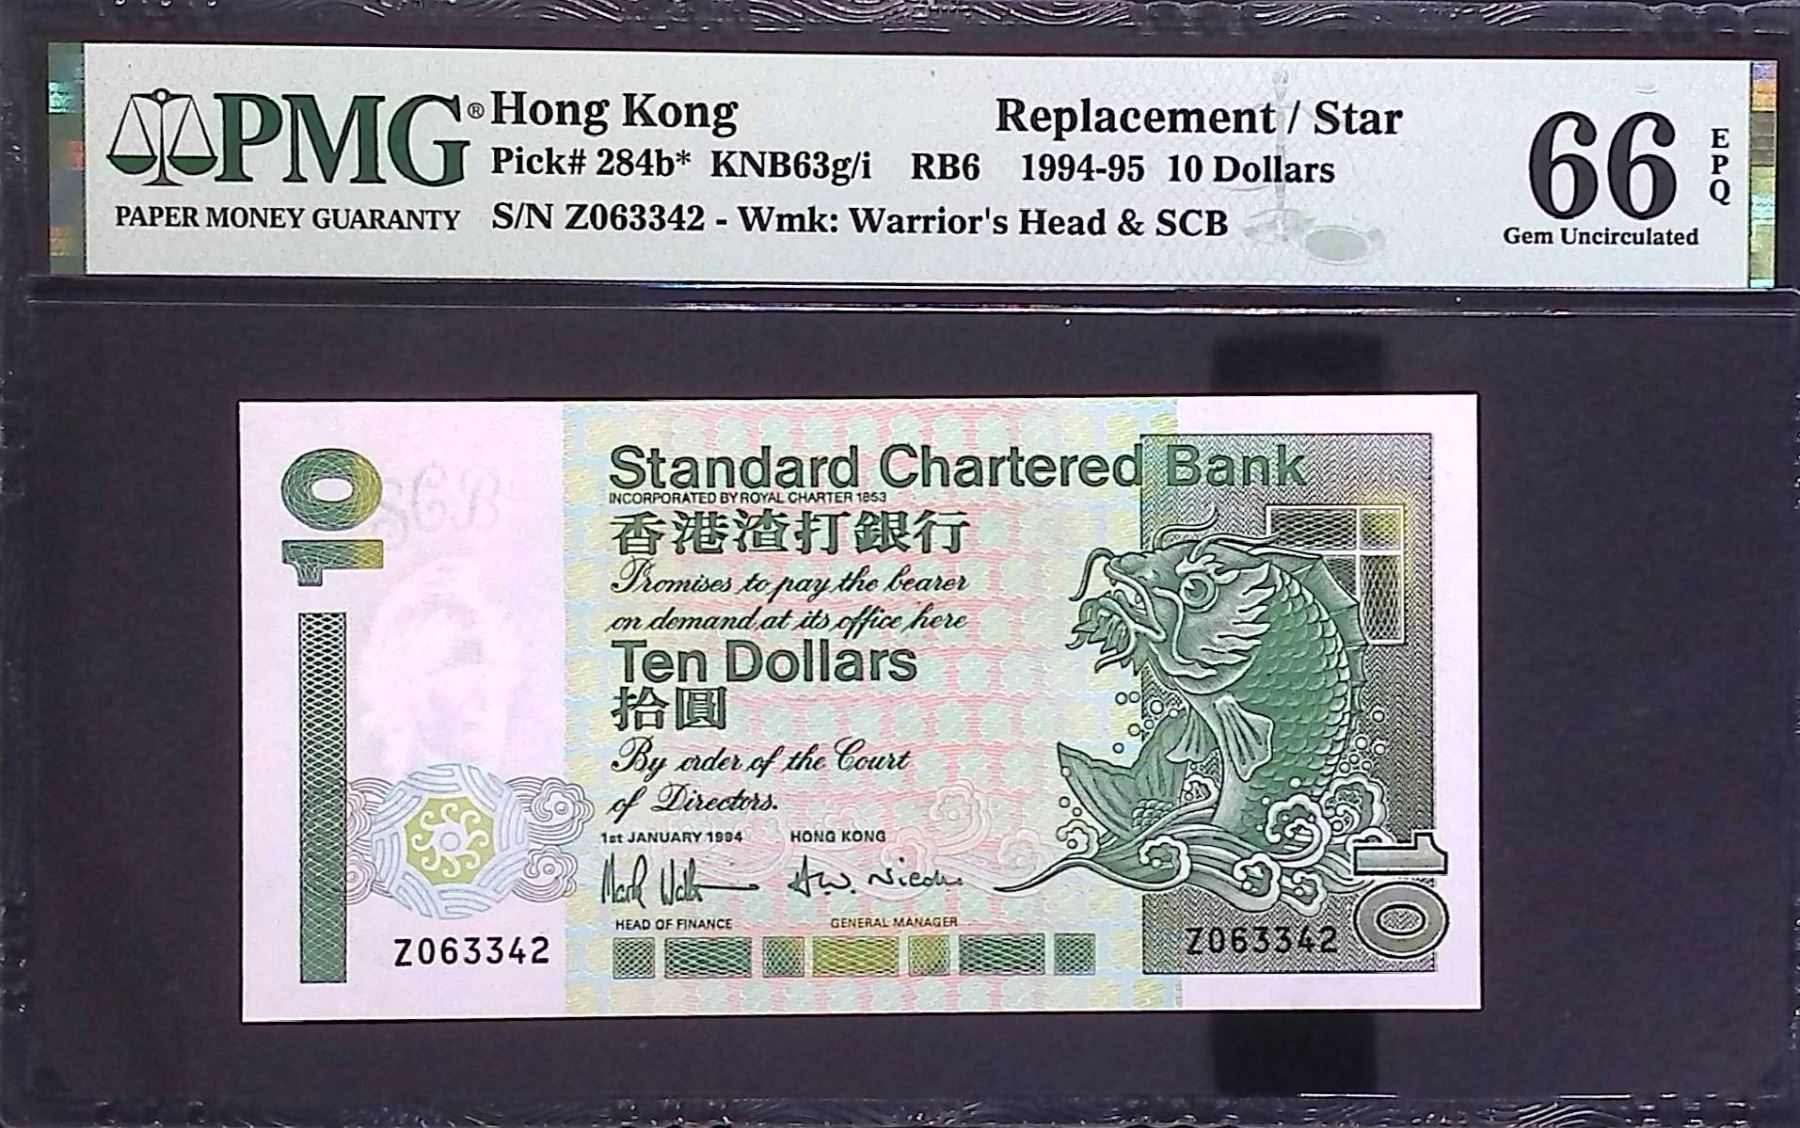 PMG® Hong Kong Replacement / Star
Pick# 284b* KNB63g/i RB6 1994-95 10 Dollars
PAPER MONEY GUARANTY S/N Z063342 - Wmk: Warrior's Head & SCB
66 EPQ
Gem Uncirculated
10
SCB
Standard Chartered Bank
INCORPORATED BY ROYAL CHARTER 1853
香港渣打銀行
Promises to pay the bearer
on demand at its office here
Ten Dollars
拾圓
By order of the Court
of Directors.
1st JANUARY 1994 HONG KONG
HEAD OF FINANCE GENERAL MANAGER
Z063342 Z063342
10